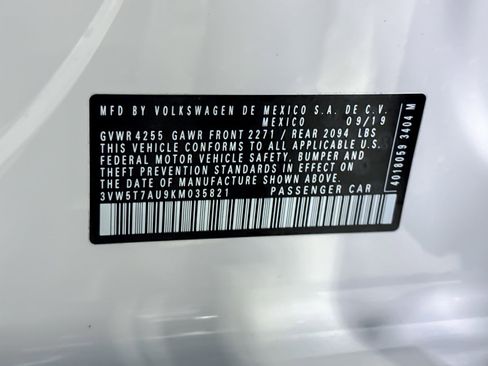 MFD BY VOLKSWAGEN DE MEXICO S.A. DE C.V.
MEXICO 09/19
GVWR 4255 GAWR FRONT 2271 / REAR 2094 LBS
THIS VEHICLE CONFORMS TO ALL APPLICABLE U.S.
FEDERAL MOTOR VEHICLE SAFETY, BUMPER AND
THEFT PREVENTION STANDARDS IN EFFECT ON
THE DATE OF MANUFACTURE SHOWN ABOVE.
3VW5T7AU9KM035821 PASSENGER CAR
4018059 3404 M